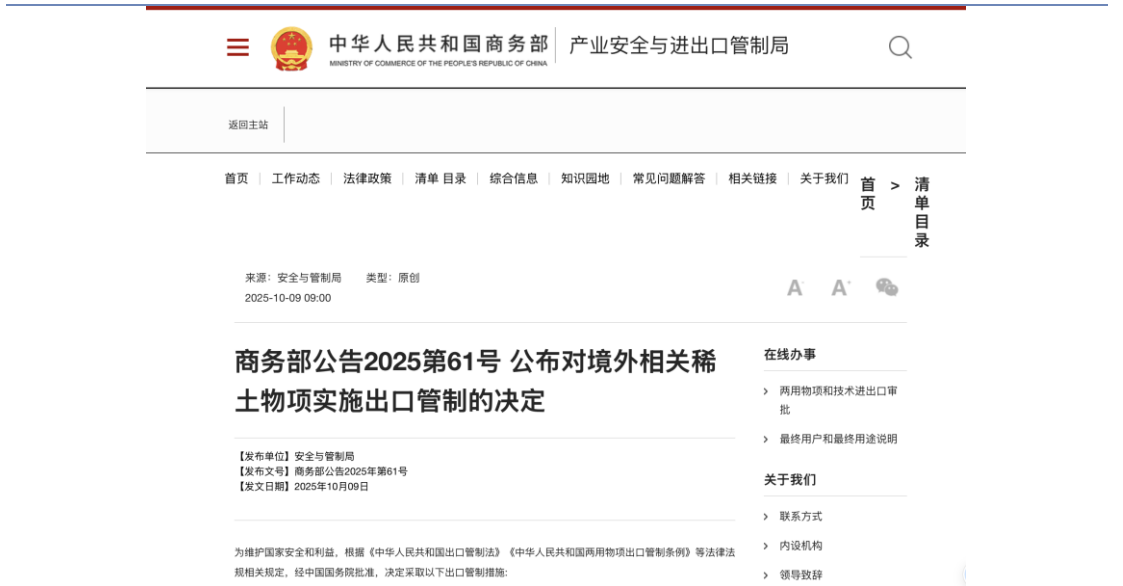 中华人民共和国商务部
MINISTRY OF COMMERCE OF THE PEOPLE'S REPUBLIC OF CHINA
产业安全与进出口管制局
返回主站
首页 | 工作动态 | 法律政策 | 清单 目录 | 综合信息 | 知识园地 | 常见问题解答 | 相关链接 | 关于我们
首页 > 清单目录
来源：安全与管制局 类型：原创
2025-10-09 09:00
A- A+
商务部公告2025第61号 公布对境外相关稀
土物项实施出口管制的决定
【发布单位】安全与管制局
【发布文号】商务部公告2025年第61号
【发文日期】2025年10月09日
为维护国家安全和利益，根据《中华人民共和国出口管制法》《中华人民共和国两用物项出口管制条例》等法律法
规相关规定，经中国国务院批准，决定采取以下出口管制措施:
在线办事
› 两用物项和技术进出口审
批
› 最终用户和最终用途说明
关于我们
› 联系方式
› 内设机构
› 领导致辞